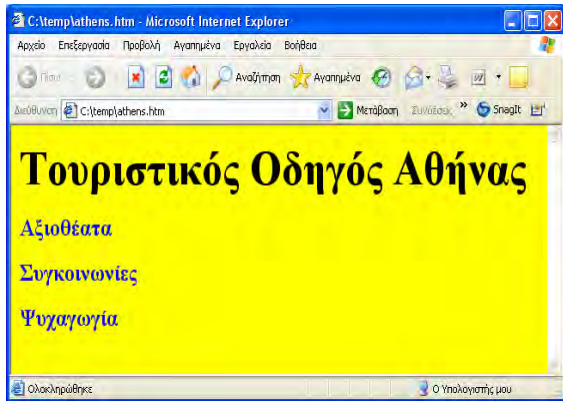 C:\temp\athens.htm - Microsoft Internet Explorer
Αρχείο Επεξεργασία Προβολή Αγαπημένα Εργαλεία Βοήθεια
Πίσω Αναζήτηση Αγαπημένα
Διεύθυνση C:\temp\athens.htm Μετάβαση Συνδέσεις » SnagIt
Τουριστικός Οδηγός Αθήνας
Αξιοθέατα
Συγκοινωνίες
Ψυχαγωγία
Ολοκληρώθηκε Ο Υπολογιστής μου